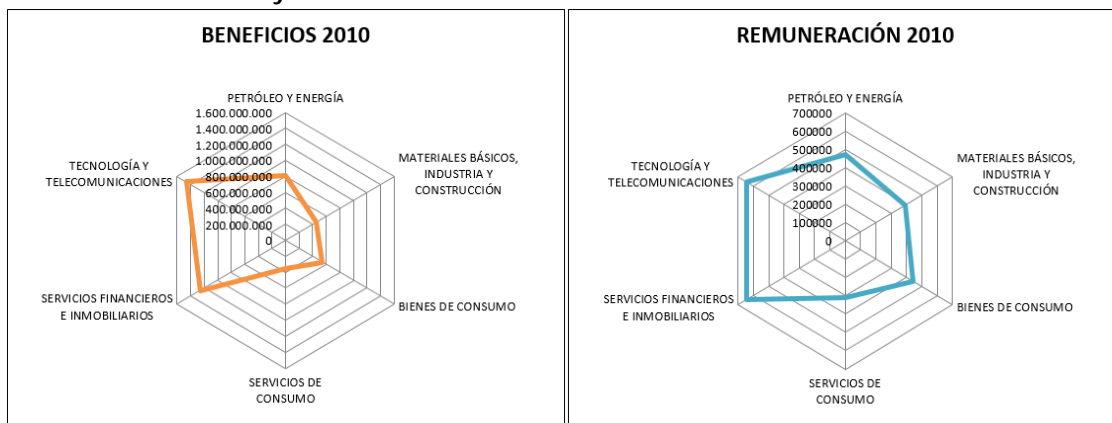 BENEFICIOS 2010
PETRÓLEO Y ENERGÍA
1.600.000.000
1.400.000.000
1.200.000.000
1.000.000.000
800.000.000
600.000.000
400.000.000
200.000.000
0
MATERIALES BÁSICOS,
INDUSTRIA Y
CONSTRUCCIÓN
BIENES DE CONSUMO
SERVICIOS DE
CONSUMO
SERVICIOS FINANCIEROS
E INMOBILIARIOS
TECNOLOGÍA Y
TELECOMUNICACIONES
REMUNERACIÓN 2010
PETRÓLEO Y ENERGÍA
700000
600000
500000
400000
300000
200000
100000
0
MATERIALES BÁSICOS,
INDUSTRIA Y
CONSTRUCCIÓN
BIENES DE CONSUMO
SERVICIOS DE
CONSUMO
SERVICIOS FINANCIEROS
E INMOBILIARIOS
TECNOLOGÍA Y
TELECOMUNICACIONES